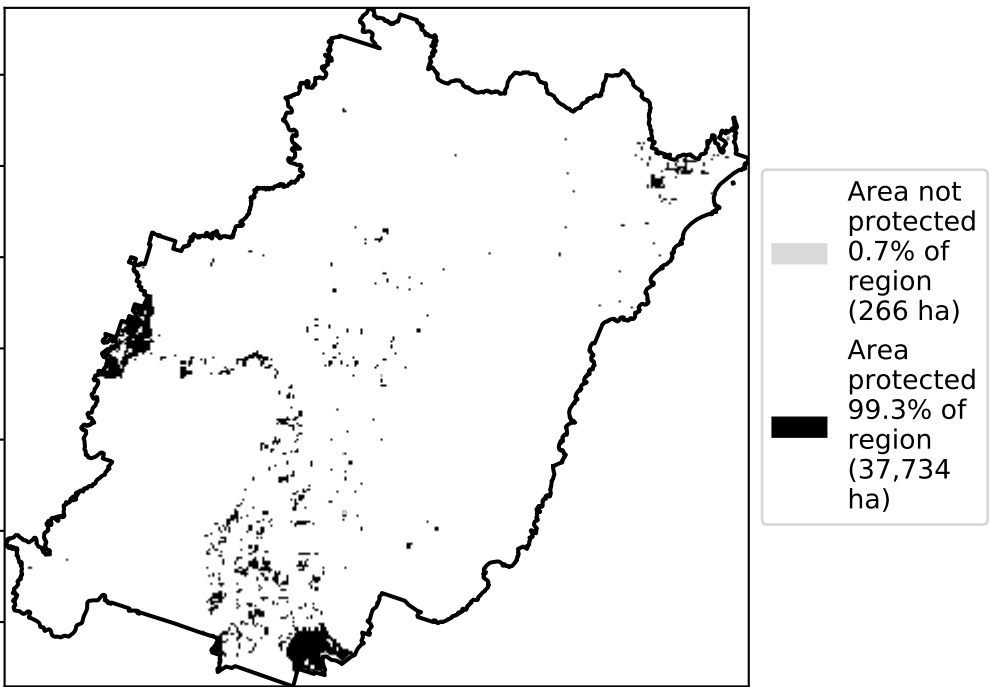 Area not
protected
0.7% of
region
(266 ha)
Area
protected
99.3% of
region
(37,734
ha)